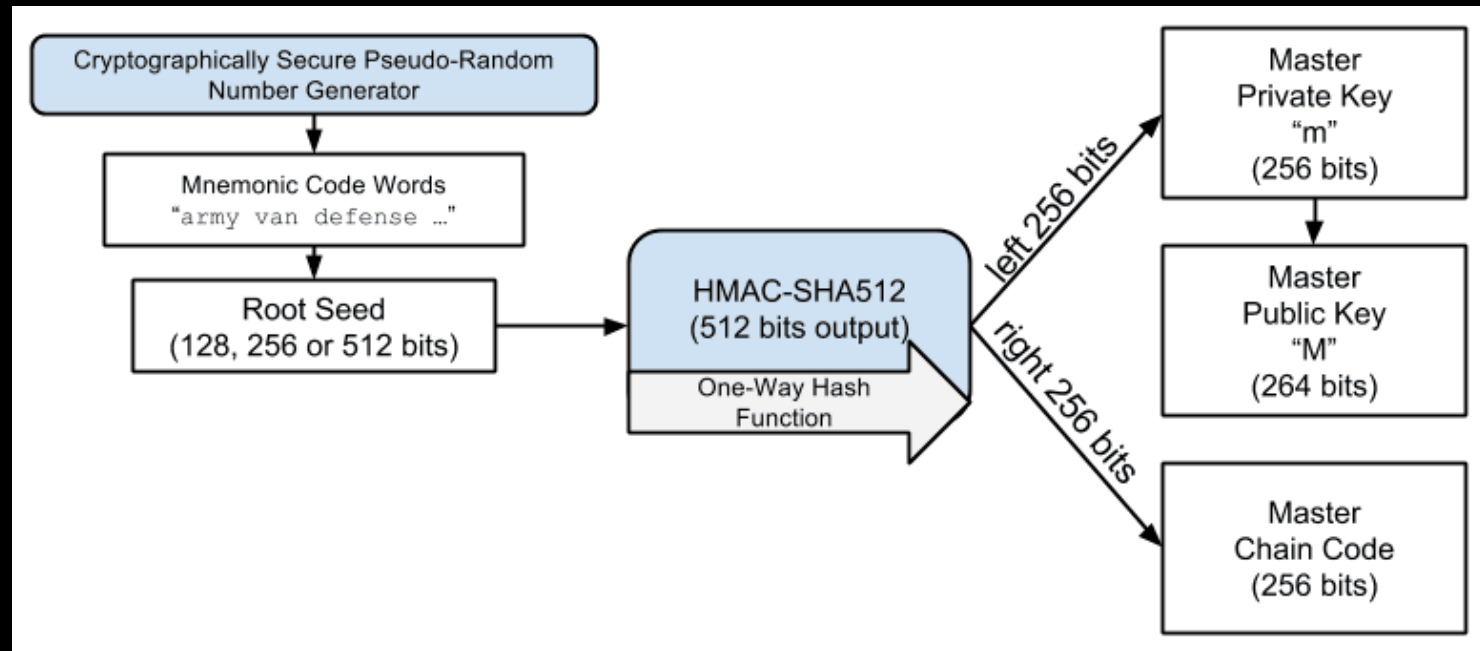 Cryptographically Secure Pseudo-Random
Number Generator
Mnemonic Code Words
“army van defense …”
Root Seed
(128, 256 or 512 bits)
HMAC-SHA512
(512 bits output)
One-Way Hash
Function
left 256 bits
right 256 bits
Master
Private Key
“m”
(256 bits)
Master
Public Key
“M”
(264 bits)
Master
Chain Code
(256 bits)